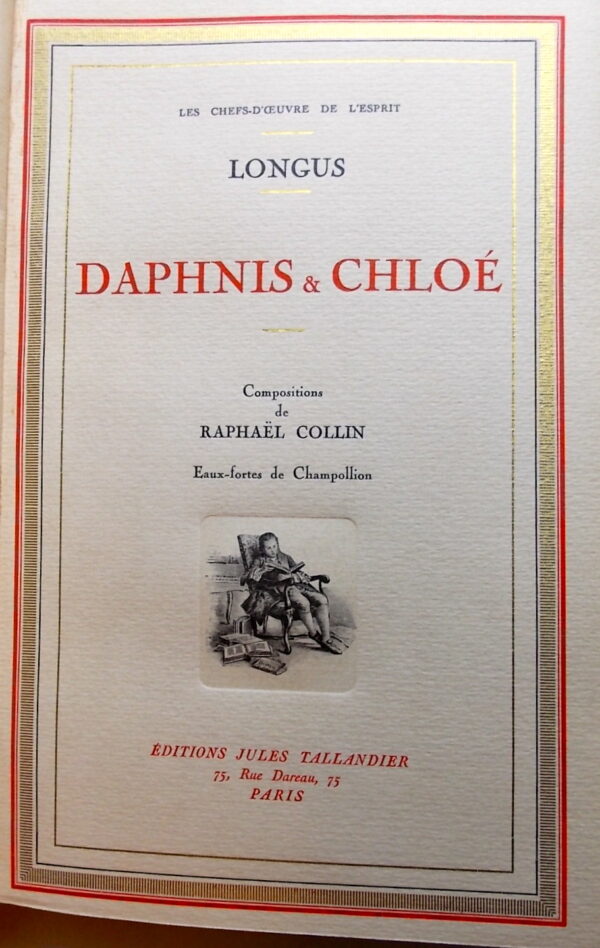 LES CHEFS-D'ŒUVRE DE L'ESPRIT
LONGUS
DAPHNIS & CHLOÉ
Compositions
de
RAPHAËL COLLIN
Eaux-fortes de Champollion
ÉDITIONS JULES TALLANDIER
75, Rue Dareau, 75
PARIS